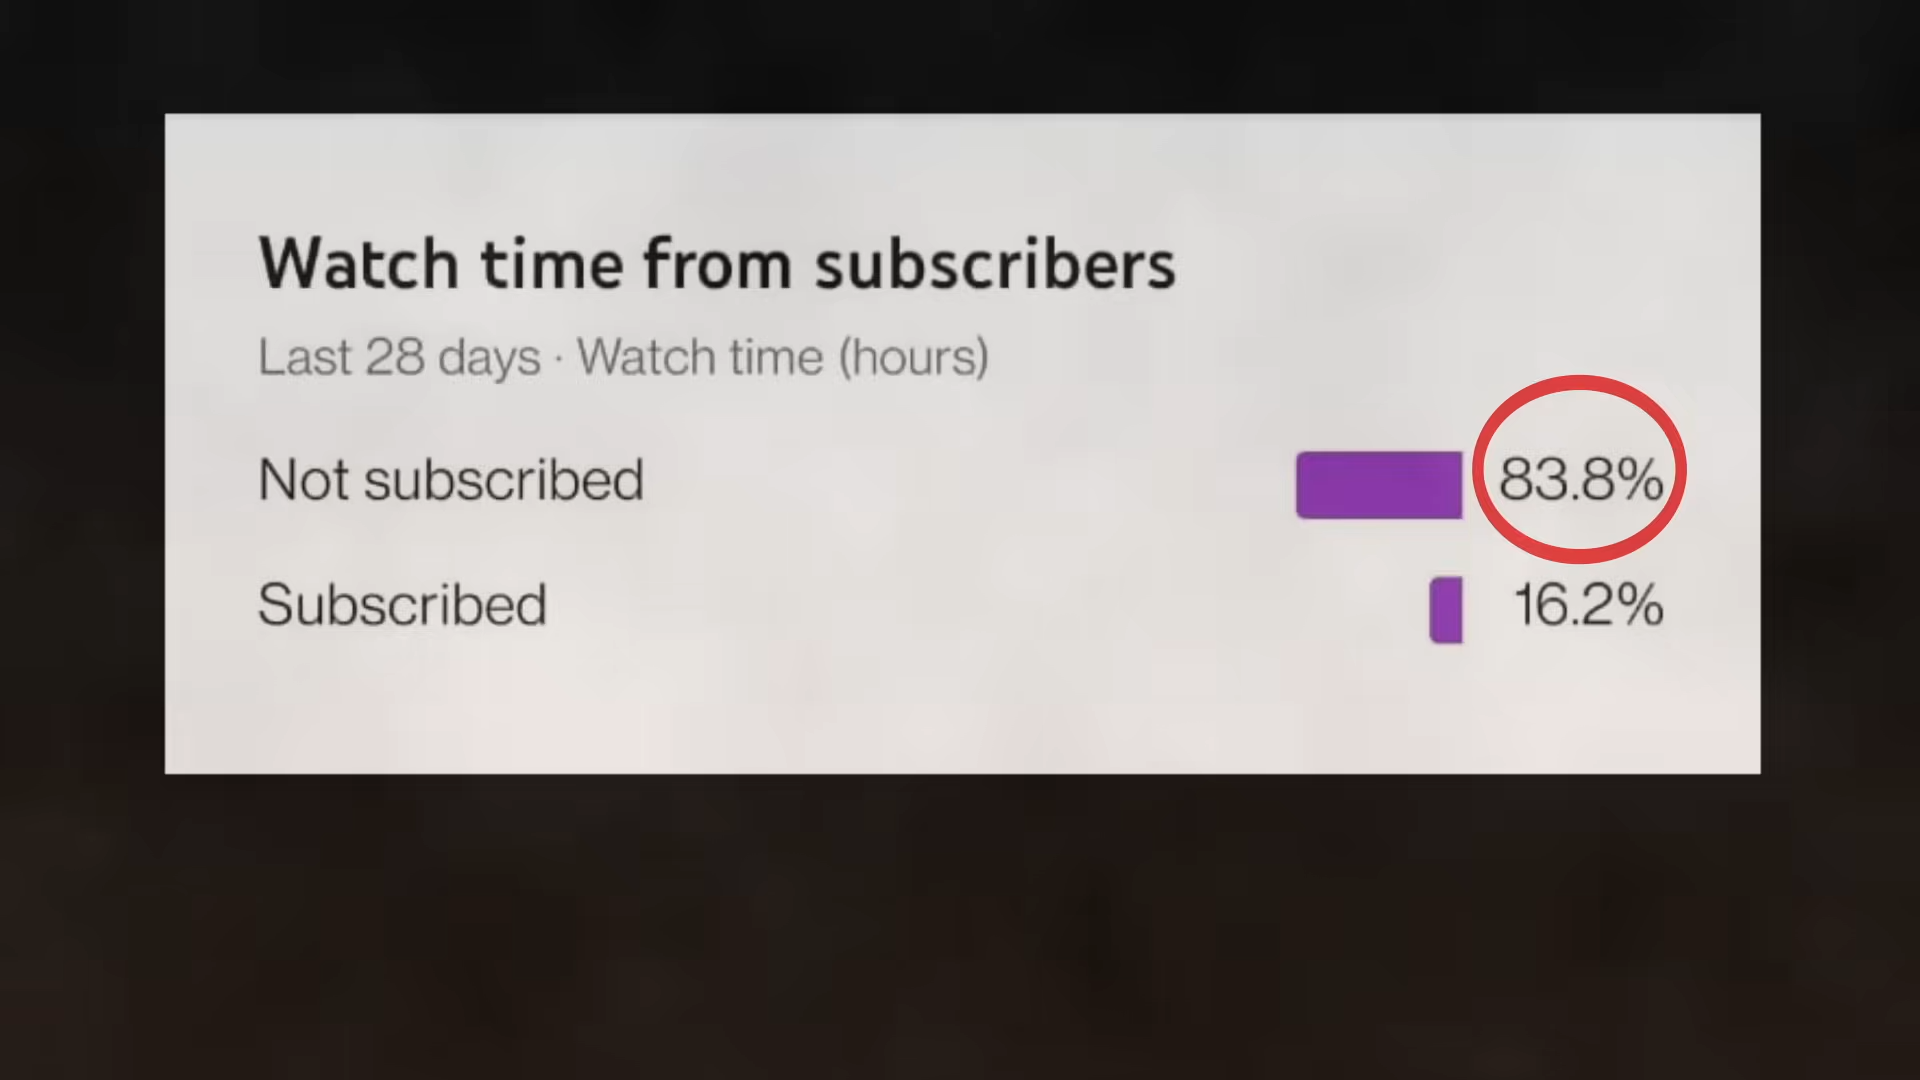 Watch time from subscribers
Last 28 days · Watch time (hours)
Not subscribed 83.8%
Subscribed 16.2%